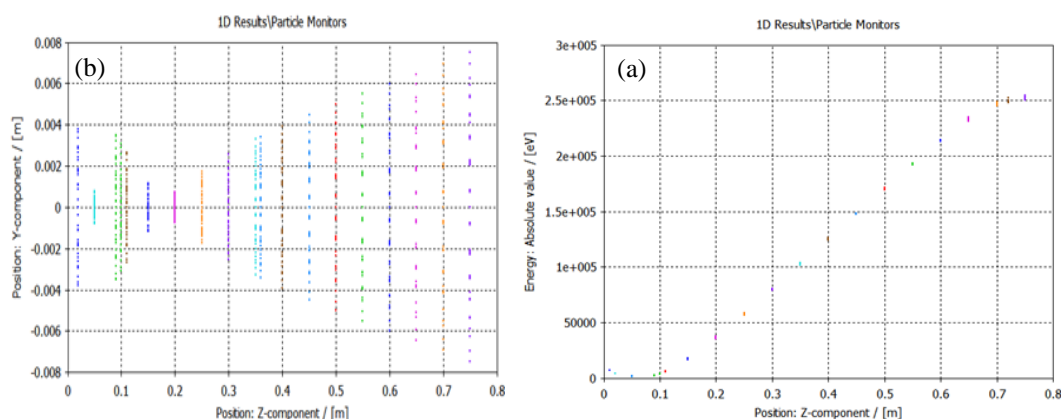 1D Results\Particle Monitors
(b)
0.008
0.006
0.004
0.002
0
-0.002
-0.004
-0.006
-0.008
0 0.1 0.2 0.3 0.4 0.5 0.6 0.7 0.8
Position: Y-component / [m]
Position: Z-component / [m]
1D Results\Particle Monitors
(a)
3e+005
2.5e+005
2e+005
1.5e+005
1e+005
50000
0
0 0.1 0.2 0.3 0.4 0.5 0.6 0.7 0.8
Energy: Absolute value / [eV]
Position: Z-component / [m]